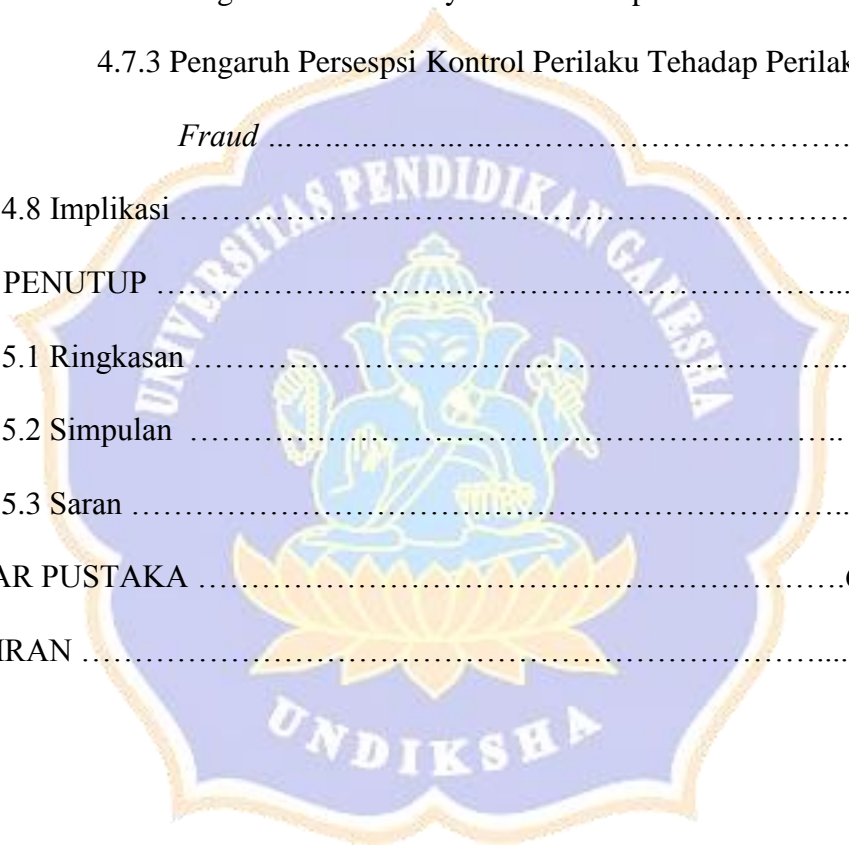 4.7.3 Pengaruh Persespsi Kontrol Perilaku Tehadap
Fraud ……………………………………………………
4.8 Implikasi ……………………………………………………
PENUTUP ……………………………………………………
5.1 Ringkasan ……………………………………………………
5.2 Simpulan ……………………………………………………
5.3 Saran ……………………………………………………
AR PUSTAKA ……………………………………………………
IRAN ……………………………………………………
UNIVERSITAS PENDIDIKAN GANESHA
UNDIKSHA